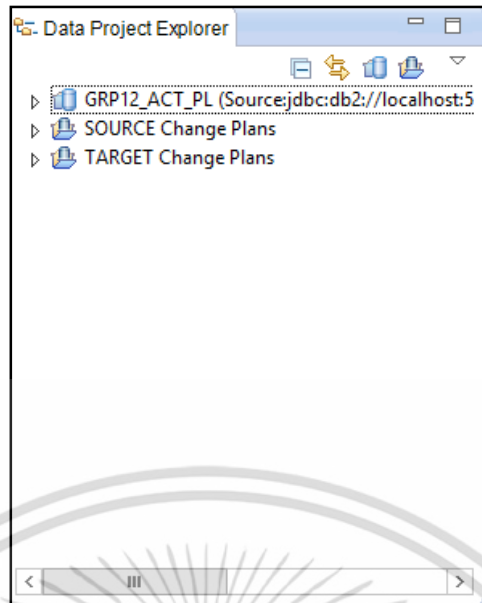 Data Project Explorer
GRP12_ACT_PL (Source:jdbc:db2://localhost:5
SOURCE Change Plans
TARGET Change Plans